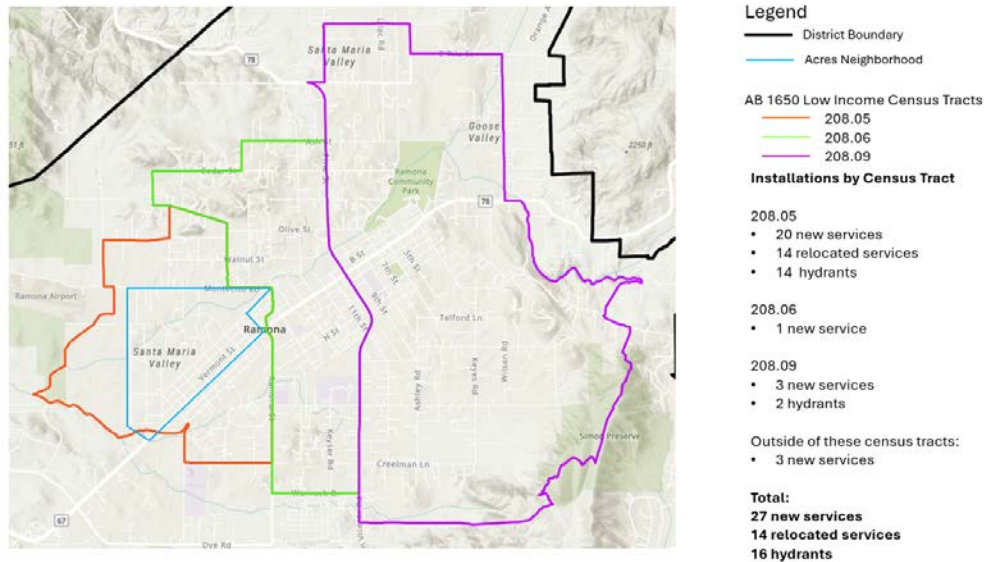 Santa Maria
Valley
78
Goose
Valley
2250 ft
Ash St
Cedar St
Ramona
Community
Park
78
Olive St
B St
5th St
7th St
9th St
11th St
Walnut St
Montecito Rd
Ramona Airport
Ramona
H St
Telford Ln
Santa Maria
Valley
Vermont St
Ramona St
Ashley Rd
Keyes Rd
Wilson Rd
Keyser Rd
Simon Preserve
Creelman Ln
Warnock Dr
67
Dye Rd
Legend
District Boundary
Acres Neighborhood
AB 1650 Low Income Census Tracts
208.05
208.06
208.09
Installations by Census Tract
208.05
• 20 new services
• 14 relocated services
• 14 hydrants
208.06
• 1 new service
208.09
• 3 new services
• 2 hydrants
Outside of these census tracts:
• 3 new services
Total:
27 new services
14 relocated services
16 hydrants